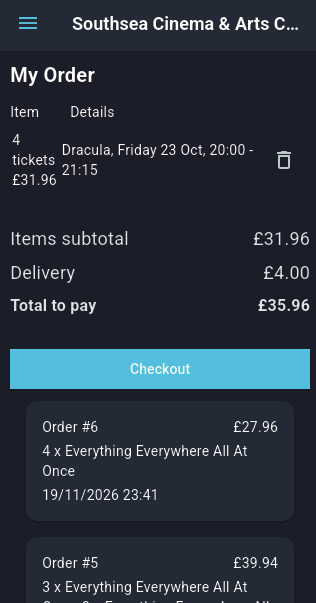 Southsea Cinema & Arts C...
My Order
Item Details
4
tickets
£31.96
Dracula, Friday 23 Oct, 20:00 -
21:15
Items subtotal £31.96
Delivery £4.00
Total to pay £35.96
Checkout
Order #6 £27.96
4 x Everything Everywhere All At
Once
19/11/2026 23:41
Order #5 £39.94
3 x Everything Everywhere All At